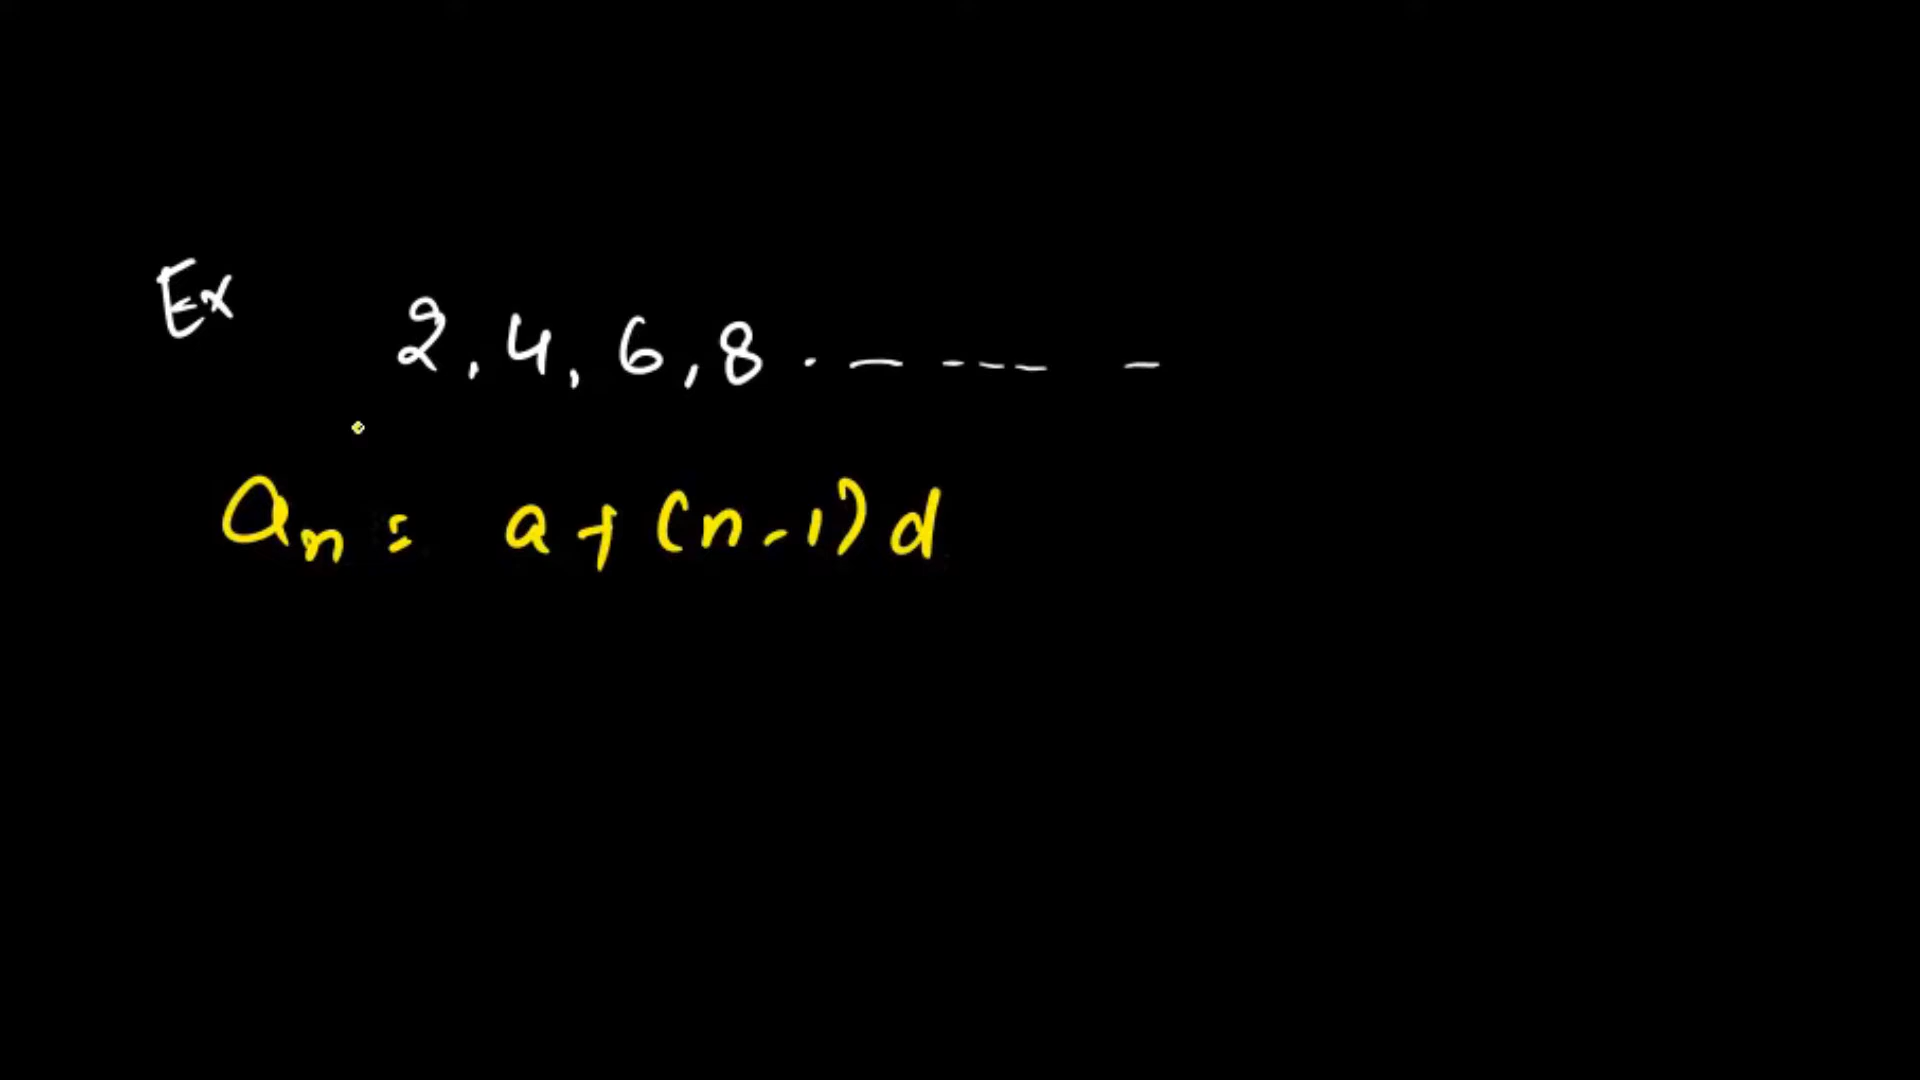 Ex
2, 4, 6, 8 . - --- -
an = a + (n-1) d